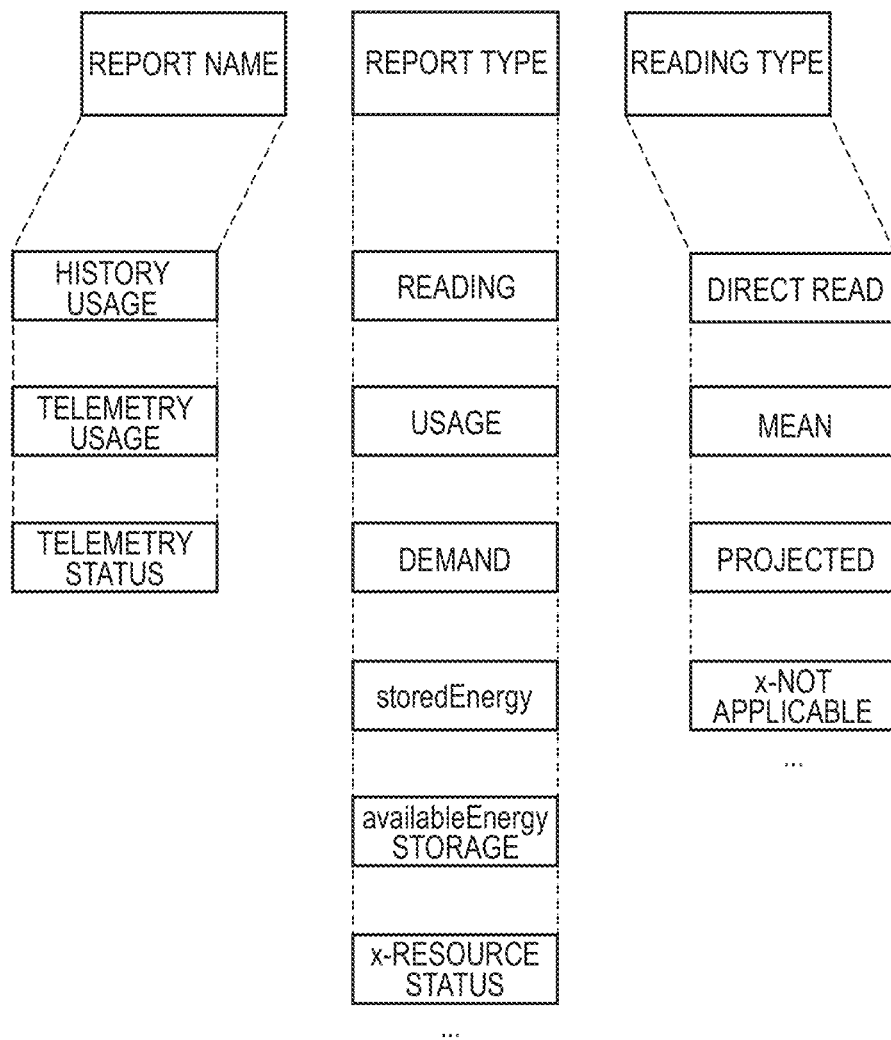 REPORT NAME
REPORT TYPE
READING TYPE
HISTORY
USAGE
READING
DIRECT READ
TELEMETRY
USAGE
USAGE
MEAN
TELEMETRY
STATUS
DEMAND
PROJECTED
storedEnergy
x-NOT
APPLICABLE
...
availableEnergy
STORAGE
x-RESOURCE
STATUS
...